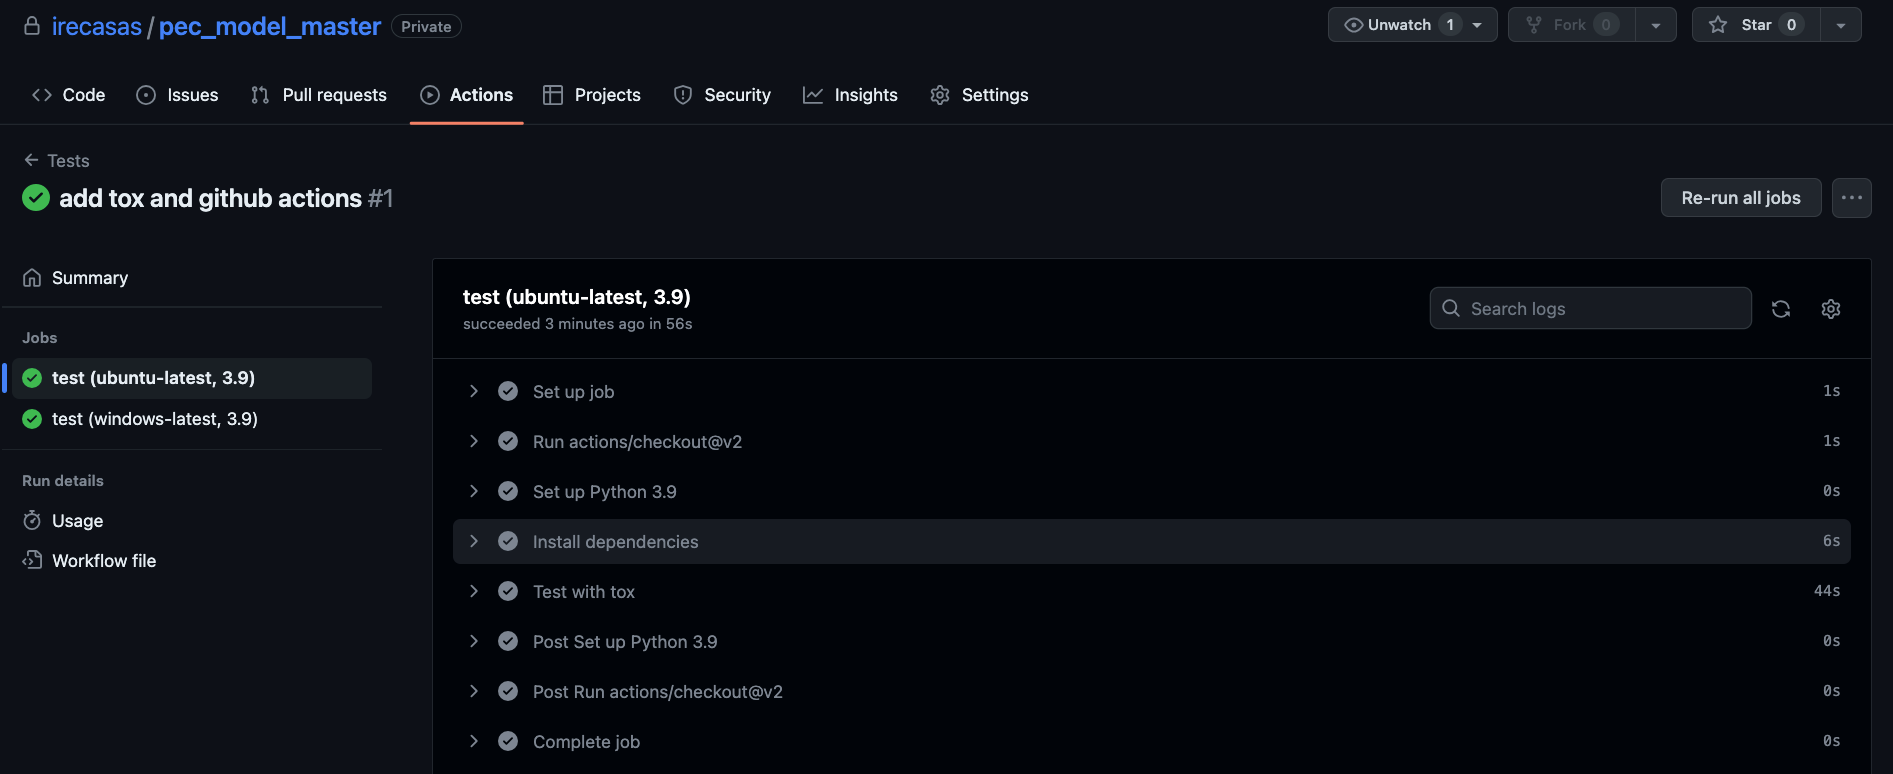 irecasas / pec_model_master Private
Unwatch 1
Fork 0
Star 0
Code Issues Pull requests Actions Projects Security Insights Settings
Tests
add tox and github actions #1
Re-run all jobs
Summary
Jobs
test (ubuntu-latest, 3.9)
test (windows-latest, 3.9)
Run details
Usage
Workflow file
test (ubuntu-latest, 3.9)
succeeded 3 minutes ago in 56s
Search logs
Set up job 1s
Run actions/checkout@v2 1s
Set up Python 3.9 0s
Install dependencies 6s
Test with tox 44s
Post Set up Python 3.9 0s
Post Run actions/checkout@v2 0s
Complete job 0s